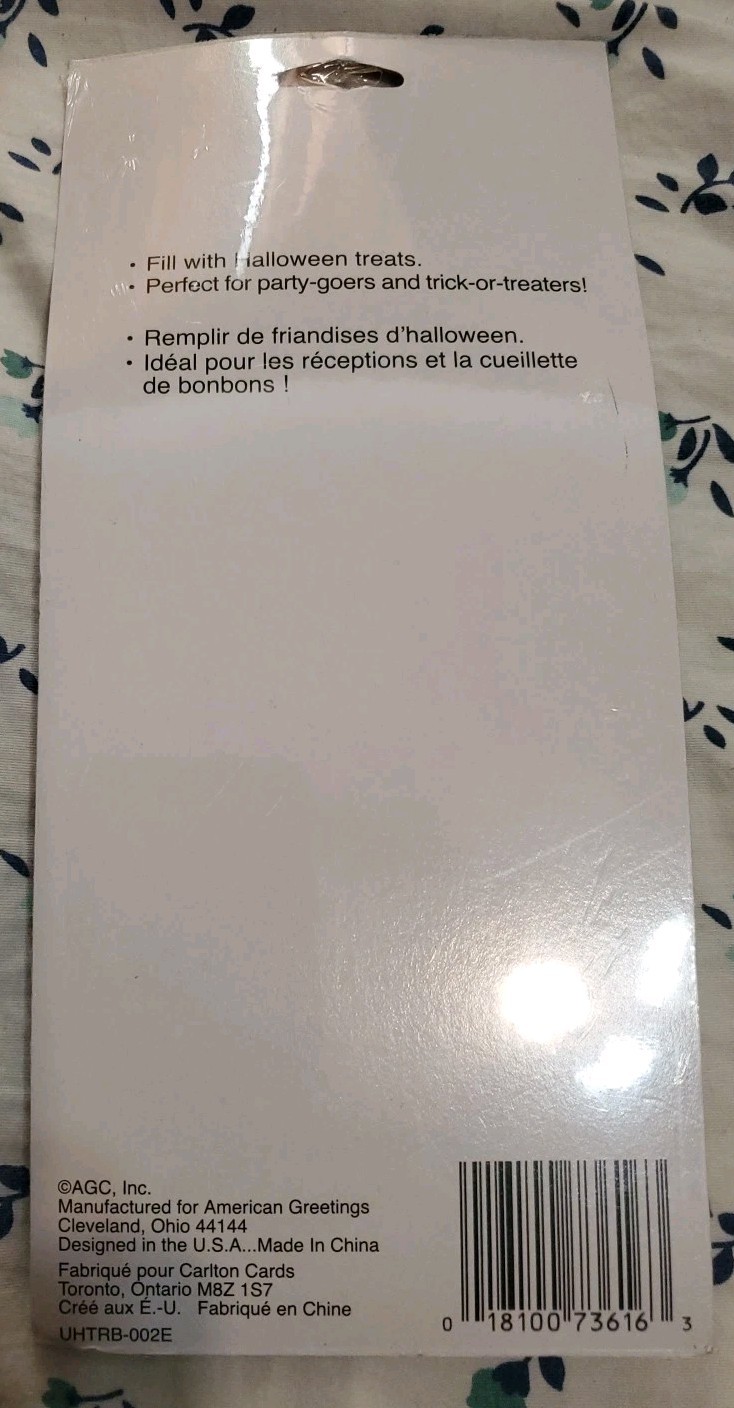 • Fill with Halloween treats.
• Perfect for party-goers and trick-or-treaters!
• Remplir de friandises d'halloween.
• Idéal pour les réceptions et la cueillette
de bonbons !
©AGC, Inc.
Manufactured for American Greetings
Cleveland, Ohio 44144
Designed in the U.S.A...Made In China
Fabriqué pour Carlton Cards
Toronto, Ontario M8Z 1S7
Créé aux É.-U. Fabriqué en Chine
UHTRB-002E
0 18100 73616 3